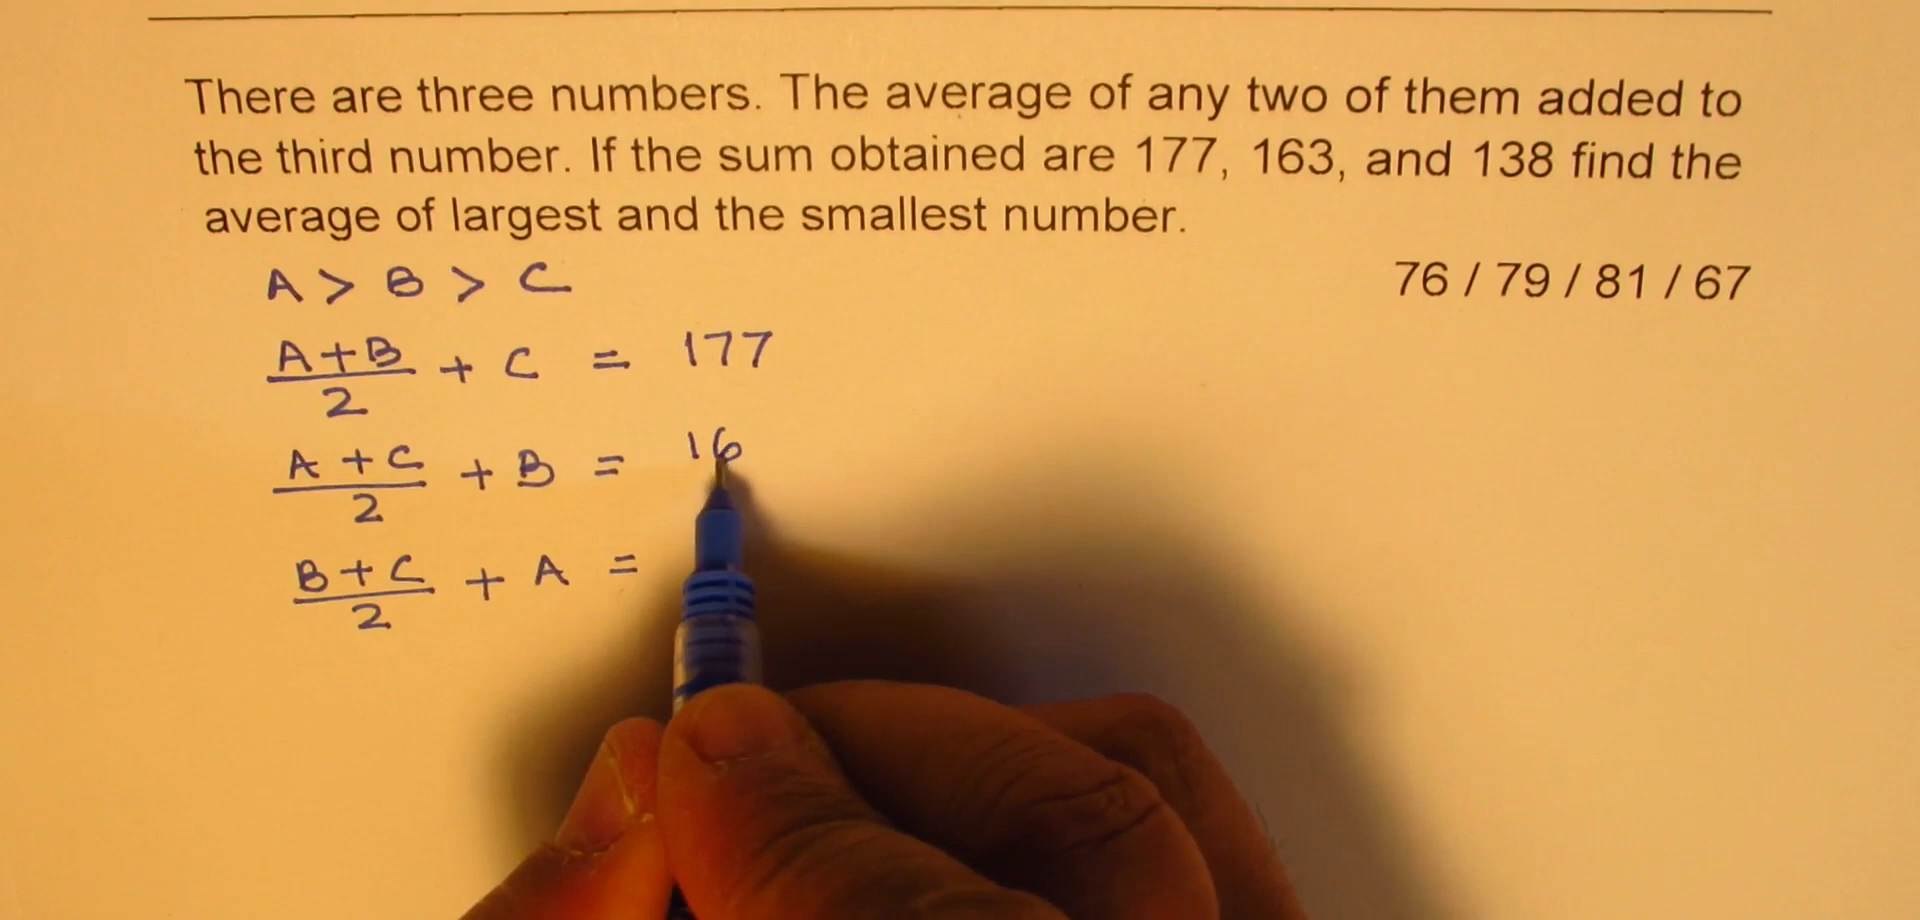 There are three numbers. The average of any two of them added to
the third number. If the sum obtained are 177, 163, and 138 find the
average of largest and the smallest number.
76 / 79 / 81 / 67
A > B > C
A+B/2 + C = 177
A+C/2 + B = 16
B+C/2 + A =